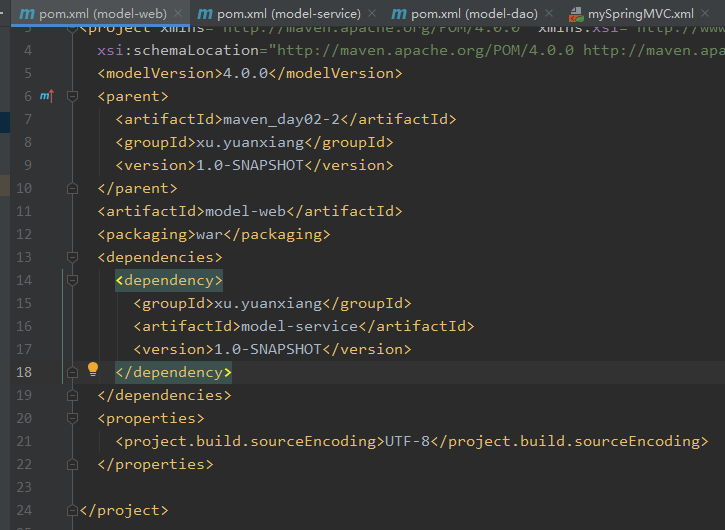 pom.xml (model-web) × pom.xml (model-service) × pom.xml (model-dao) × mySpringMVC.xml ×
3 <project xmlns="http://maven.apache.org/POM/4.0.0" xmlns:xsi="http://www
4 xsi:schemaLocation="http://maven.apache.org/POM/4.0.0 http://maven.apa
5 <modelVersion>4.0.0</modelVersion>
6 <parent>
7 <artifactId>maven_day02-2</artifactId>
8 <groupId>xu.yuanxiang</groupId>
9 <version>1.0-SNAPSHOT</version>
10 </parent>
11 <artifactId>model-web</artifactId>
12 <packaging>war</packaging>
13 <dependencies>
14 <dependency>
15 <groupId>xu.yuanxiang</groupId>
16 <artifactId>model-service</artifactId>
17 <version>1.0-SNAPSHOT</version>
18 </dependency>
19 </dependencies>
20 <properties>
21 <project.build.sourceEncoding>UTF-8</project.build.sourceEncoding>
22 </properties>
23
24 </project>